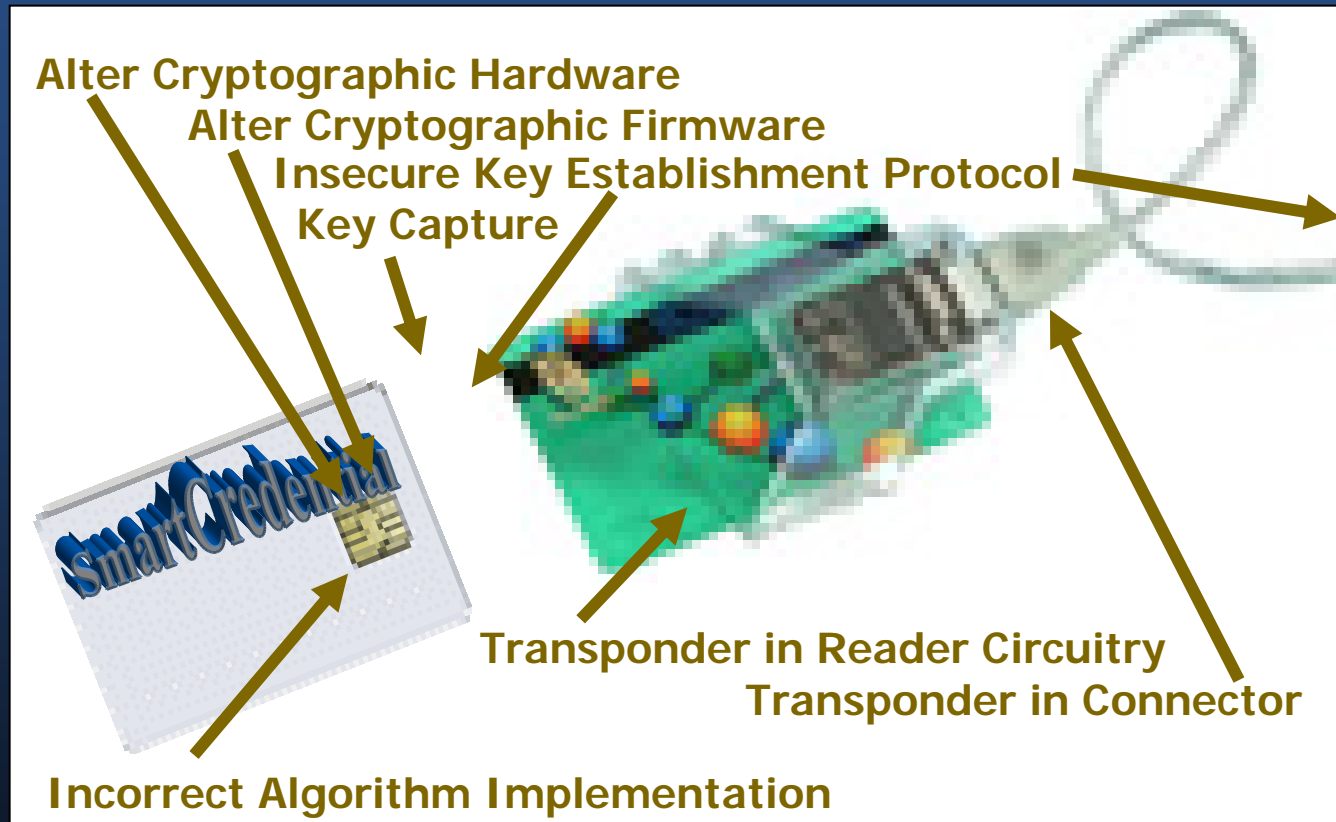 Alter Cryptographic Hardware
Alter Cryptographic Firmware
Insecure Key Establishment Protocol
Key Capture
smartCredential
Transponder in Reader Circuitry
Transponder in Connector
Incorrect Algorithm Implementation